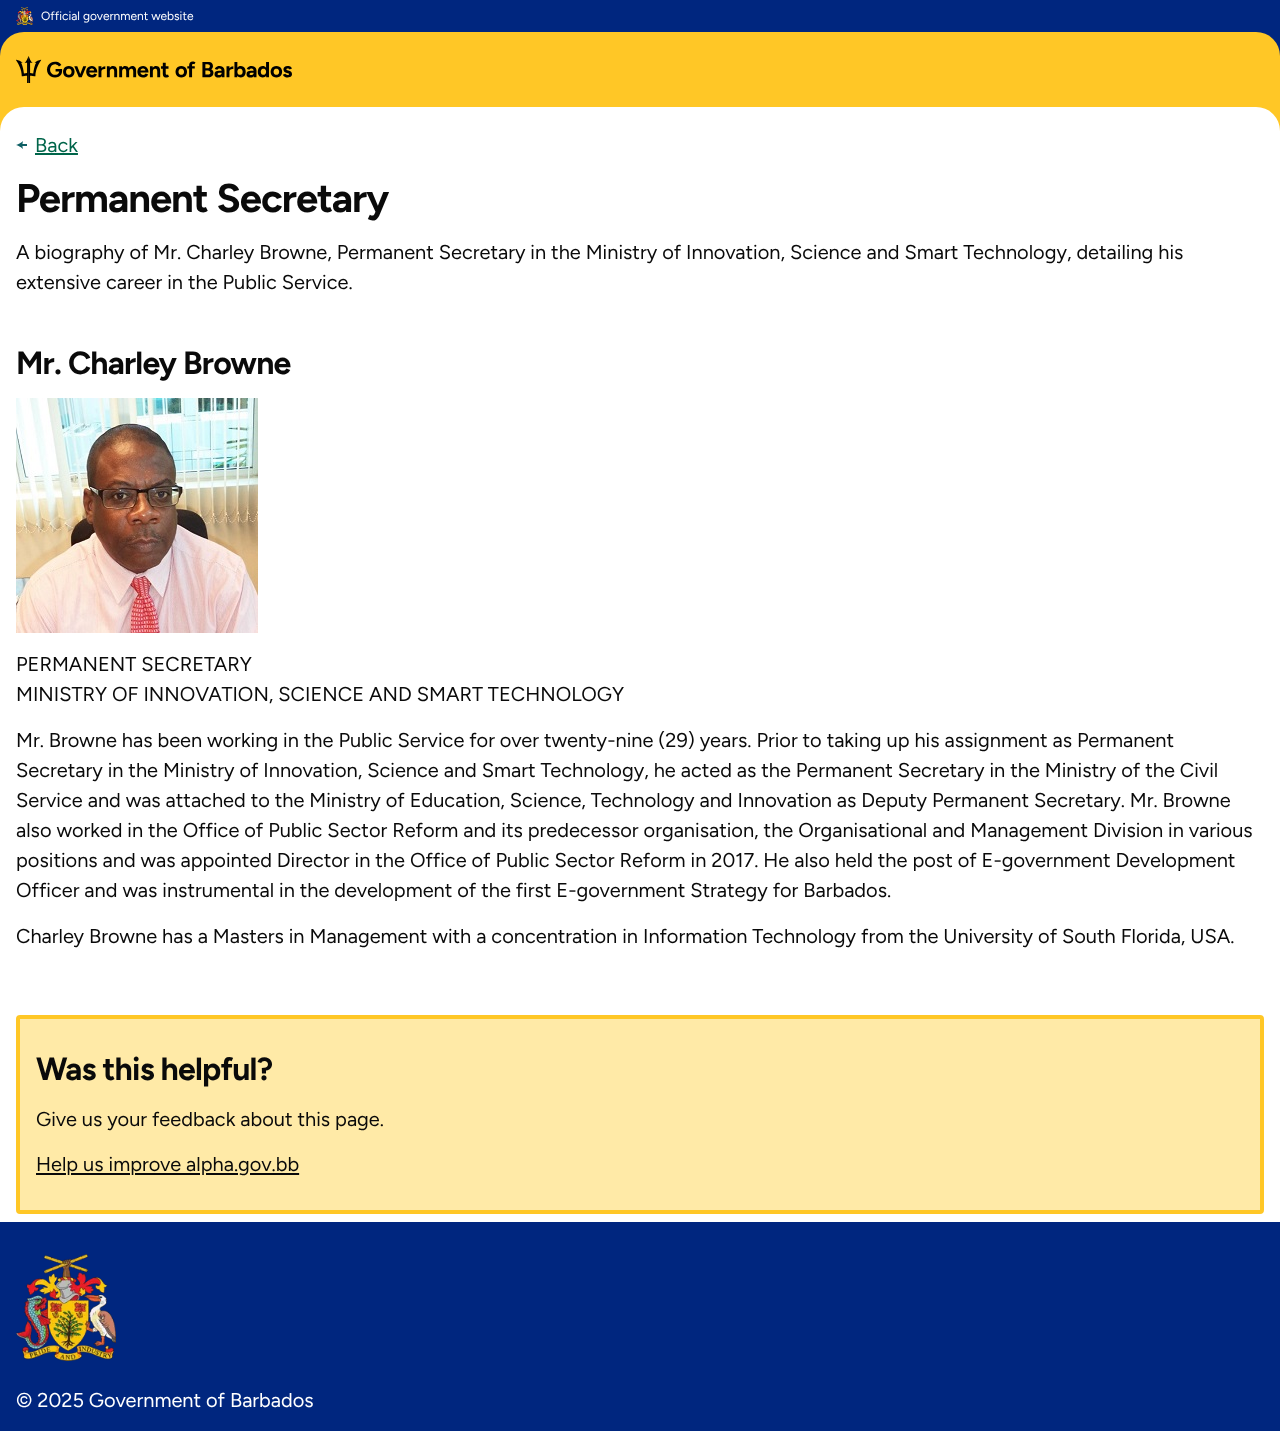 Official government website
Government of Barbados
Back
Permanent Secretary
A biography of Mr. Charley Browne, Permanent Secretary in the Ministry of Innovation, Science and Smart Technology, detailing his
extensive career in the Public Service.
Mr. Charley Browne
PERMANENT SECRETARY
MINISTRY OF INNOVATION, SCIENCE AND SMART TECHNOLOGY
Mr. Browne has been working in the Public Service for over twenty-nine (29) years. Prior to taking up his assignment as Permanent
Secretary in the Ministry of Innovation, Science and Smart Technology, he acted as the Permanent Secretary in the Ministry of the Civil
Service and was attached to the Ministry of Education, Science, Technology and Innovation as Deputy Permanent Secretary. Mr. Browne
also worked in the Office of Public Sector Reform and its predecessor organisation, the Organisational and Management Division in various
positions and was appointed Director in the Office of Public Sector Reform in 2017. He also held the post of E-government Development
Officer and was instrumental in the development of the first E-government Strategy for Barbados.
Charley Browne has a Masters in Management with a concentration in Information Technology from the University of South Florida, USA.
Was this helpful?
Give us your feedback about this page.
Help us improve alpha.gov.bb
PRIDE AND INDUSTRY
© 2025 Government of Barbados